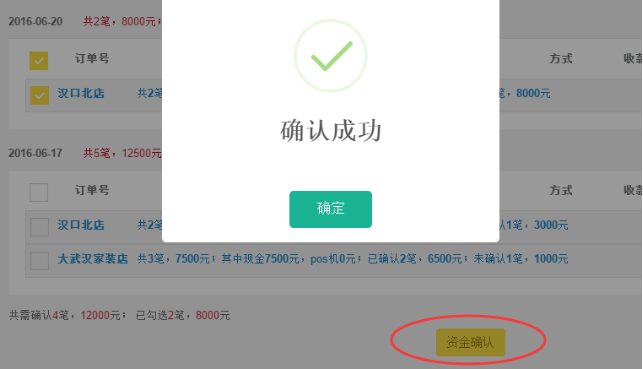 2016-06-20 共2笔，8000元；
订单号 方式 收款
汉口北店 共2笔 笔，8000元
确认成功
确定
2016-06-17 共5笔，12500元
订单号 方式 收款
汉口北店 共2笔 认1笔，3000元
大武汉家装店 共3笔，7500元；其中现金7500元，pos机0元；已确认2笔，6500元；未确认1笔，1000元
共需确认4笔，12000元； 已勾选2笔，8000元
资金确认